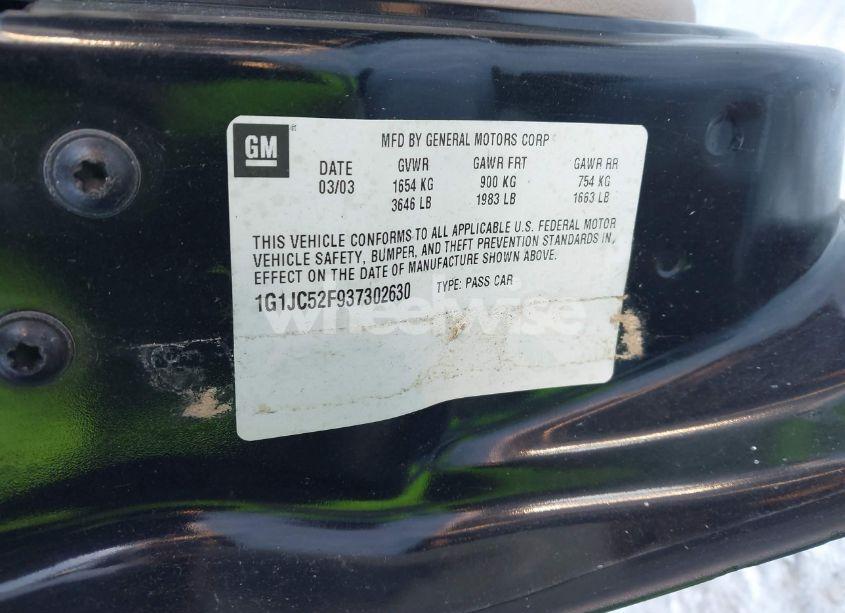 GM
MFD BY GENERAL MOTORS CORP
DATE GVWR GAWR FRT GAWR RR
03/03 1654 KG 900 KG 754 KG
3646 LB 1983 LB 1663 LB
THIS VEHICLE CONFORMS TO ALL APPLICABLE U.S. FEDERAL MOTOR
VEHICLE SAFETY, BUMPER, AND THEFT PREVENTION STANDARDS IN
EFFECT ON THE DATE OF MANUFACTURE SHOWN ABOVE.
1G1JC52F937302630 TYPE: PASS CAR
wheelwise